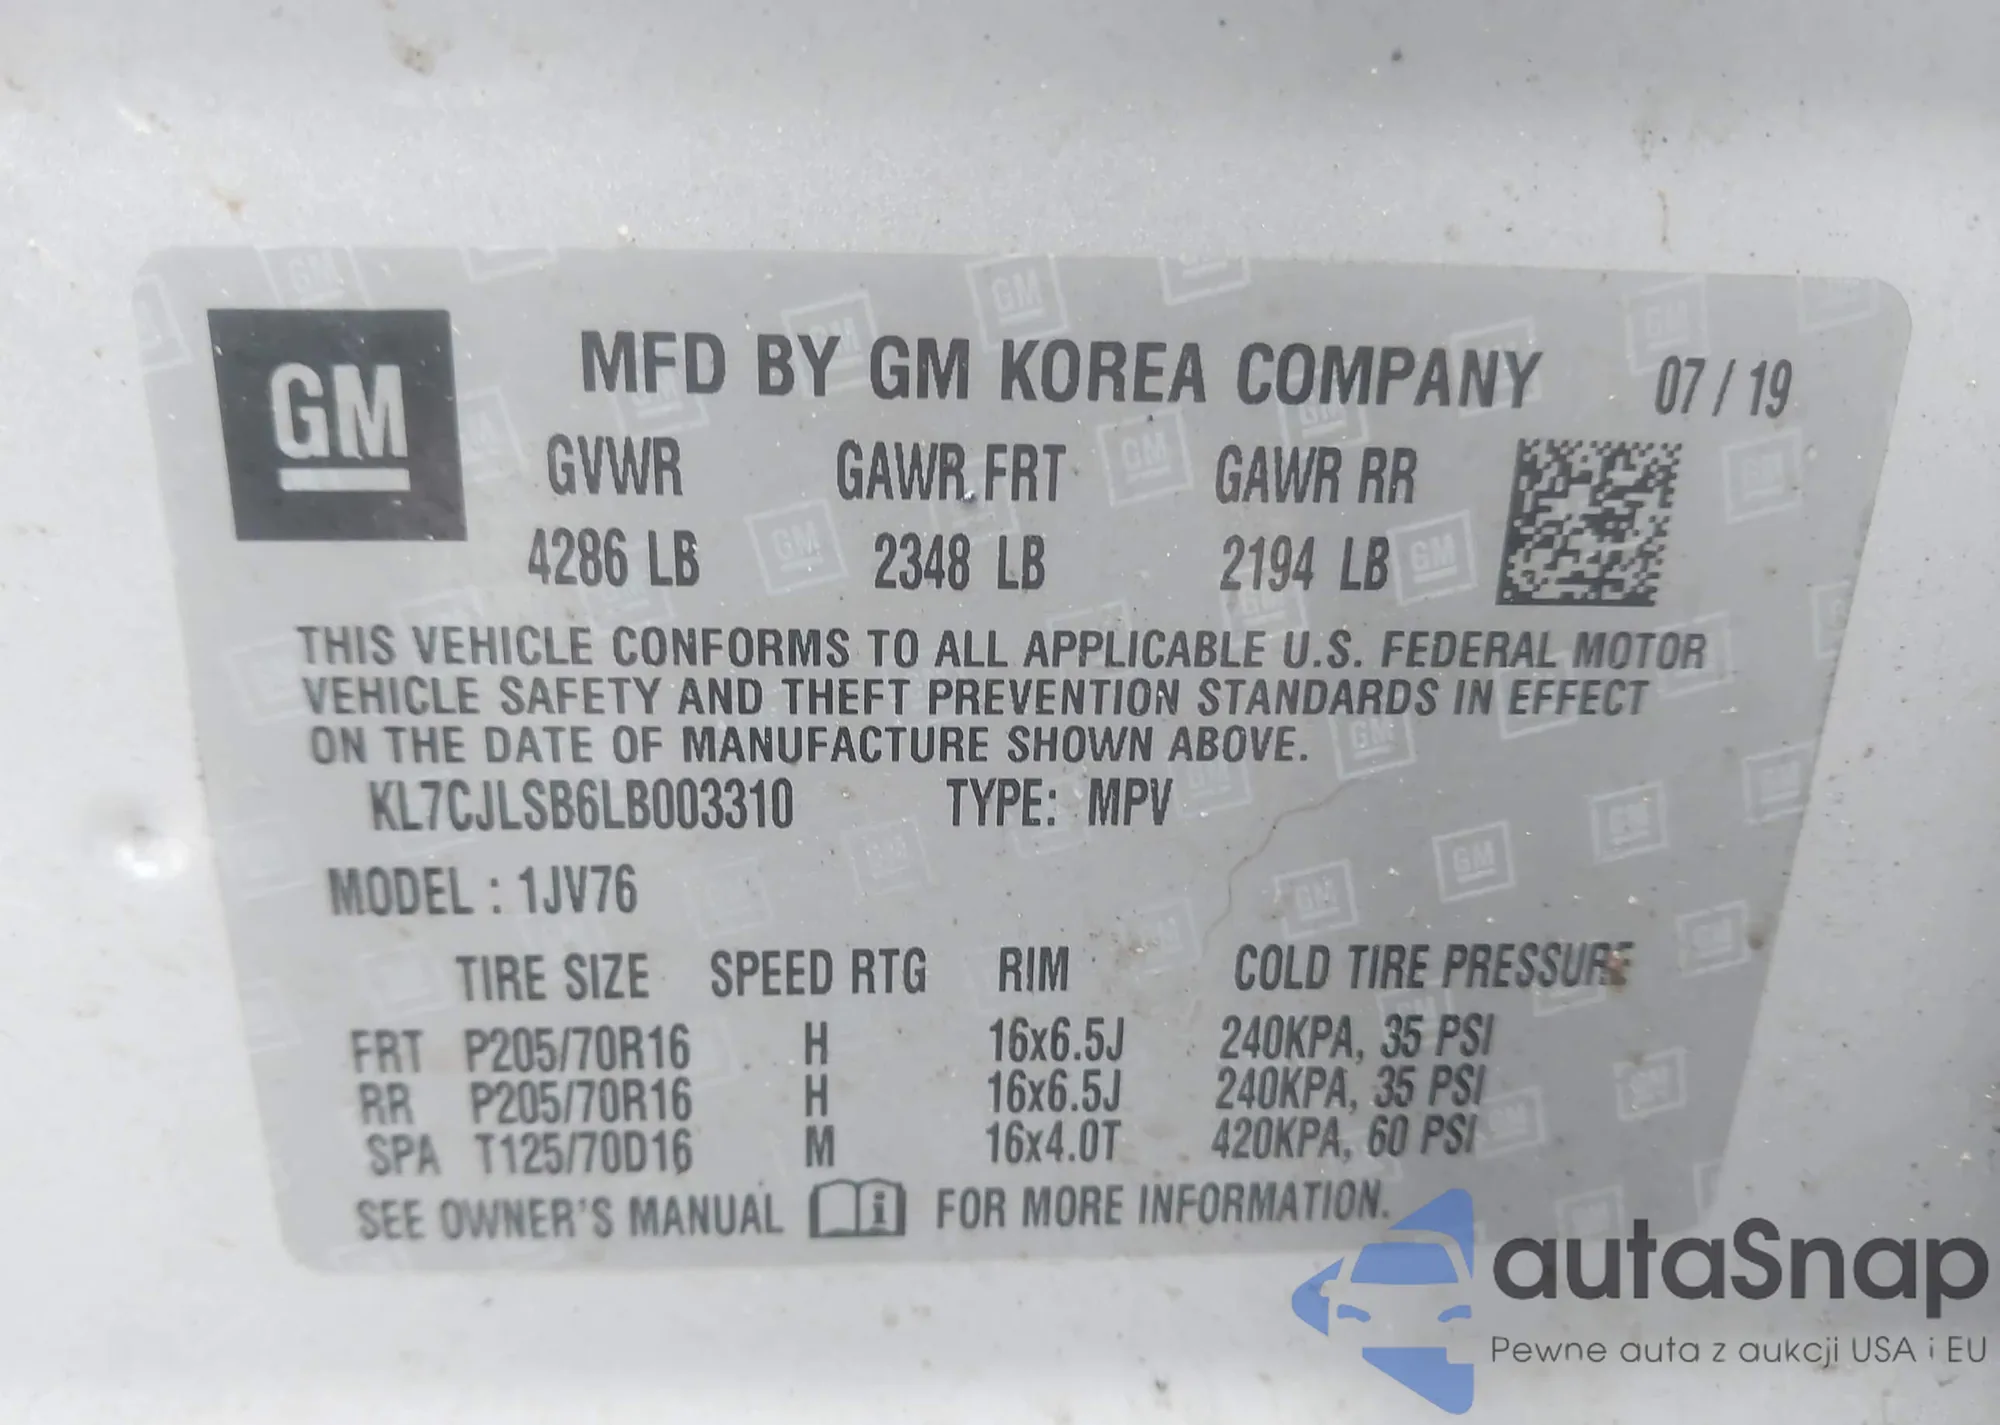 GM
MFD BY GM KOREA COMPANY 07 / 19
GVWR GAWR FRT GAWR RR
4286 LB 2348 LB 2194 LB
THIS VEHICLE CONFORMS TO ALL APPLICABLE U.S. FEDERAL MOTOR
VEHICLE SAFETY AND THEFT PREVENTION STANDARDS IN EFFECT
ON THE DATE OF MANUFACTURE SHOWN ABOVE.
KL7CJLSB6LB003310 TYPE: MPV
MODEL : 1JV76
TIRE SIZE SPEED RTG RIM COLD TIRE PRESSURE
FRT P205/70R16 H 16x6.5J 240KPA, 35 PSI
RR P205/70R16 H 16x6.5J 240KPA, 35 PSI
SPA T125/70D16 M 16x4.0T 420KPA, 60 PSI
SEE OWNER'S MANUAL i FOR MORE INFORMATION.
autaSnap
Pewne auta z aukcji USA i EU